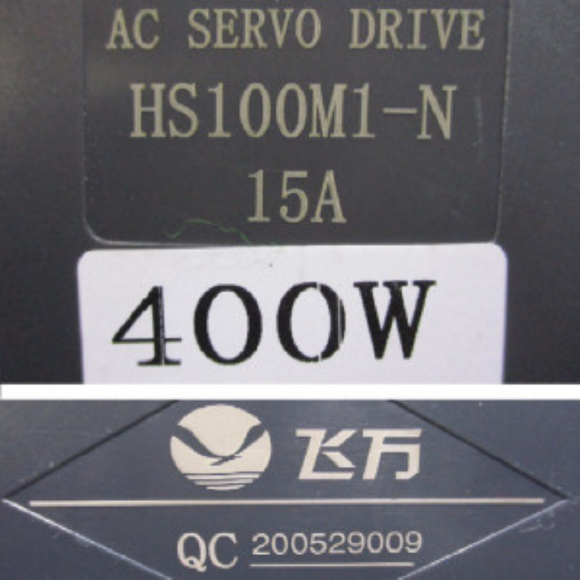 AC SERVO DRIVE
HS100M1-N
15A
400W
飞万
QC 200529009